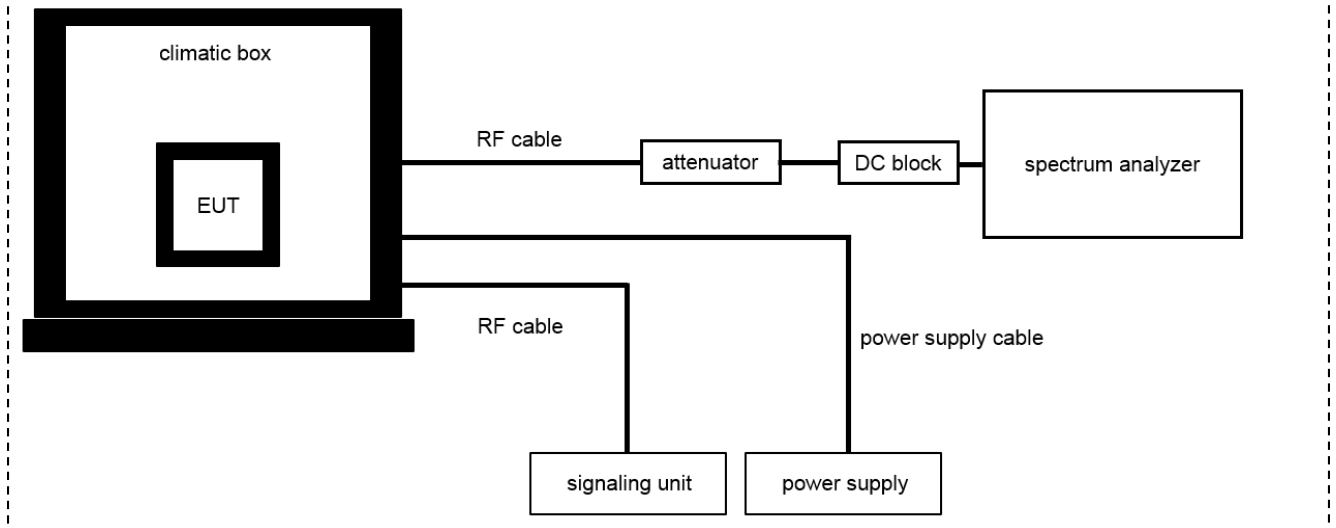 climatic box
RF cable
attenuator
DC block
spectrum analyzer
EUT
RF cable
power supply cable
signaling unit
power supply